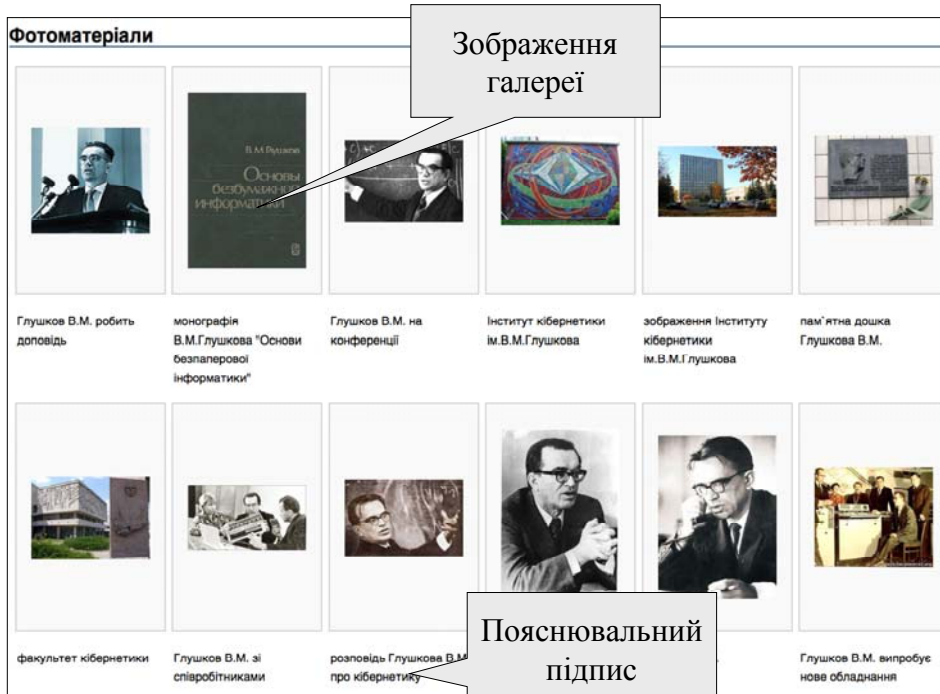 Фотоматеріали
Зображення
галереї
В.М.Глушков
Основы
безбумажной
информатики
Глушков В.М. робить
доповідь
монографія
В.М.Глушкова "Основи
безпаперової
інформатики"
Глушков В.М. на
конференції
Інститут кібернетики
ім.В.М.Глушкова
зображення Інституту
кібернетики
ім.В.М.Глушкова
пам`ятна дошка
Глушкова В.М.
факультет кібернетики
Глушков В.М. зі
співробітниками
розповідь Глушкова В.М
про кібернетику
Пояснювальний
підпис
Глушков В.М. випробує
нове обладнання